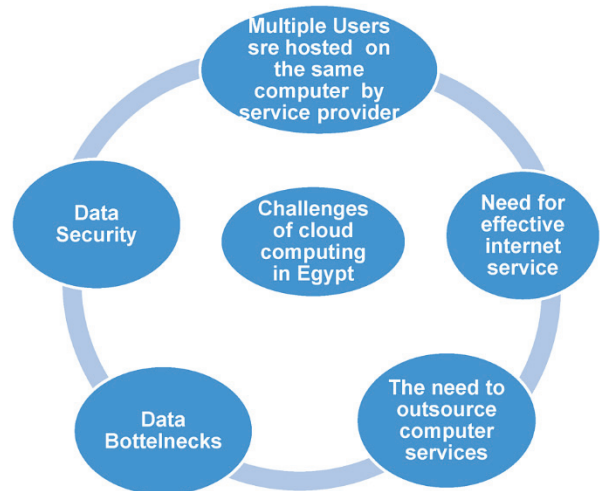 Multiple Users
sre hosted on
the same
computer by
service provider
Need for
effective
internet
service
The need to
outsource
computer
services
Data
Bottelnecks
Data
Security
Challenges
of cloud
computing
in Egypt